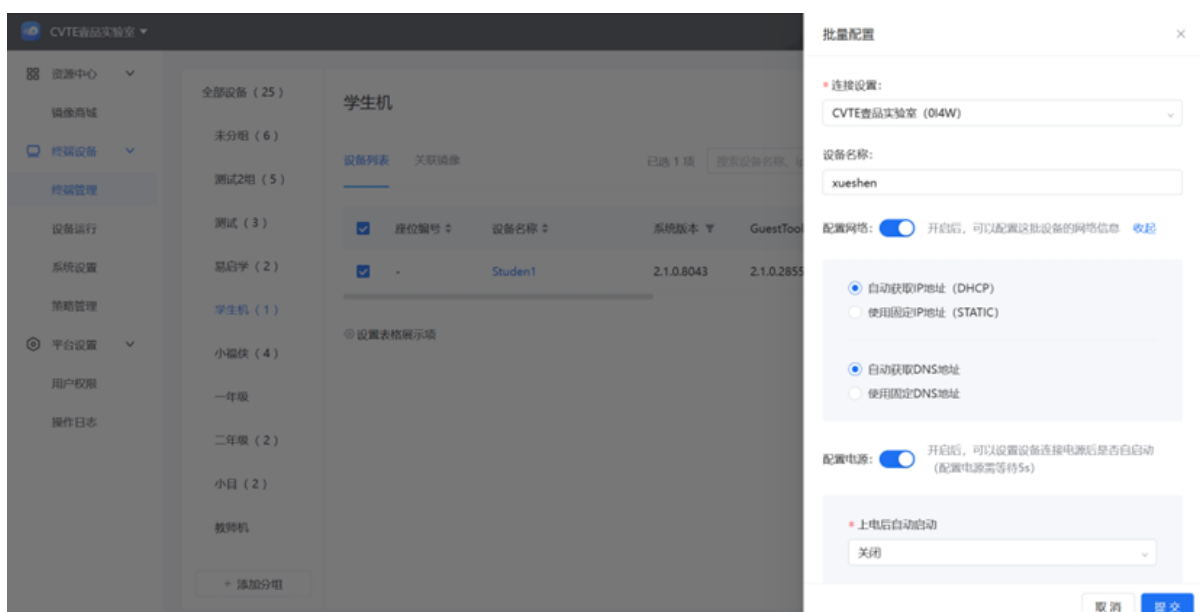 CVTE壹品实验室
资源中心
镜像商城
终端设备
终端管理
设备运行
系统设置
策略管理
平台设置
用户权限
操作日志
全部设备（25）
未分组（6）
测试2组（5）
测试（3）
易启学（2）
学生机（1）
小福侠（4）
一年级
二年级（2）
小目（2）
教师机
+ 添加分组
学生机
设备列表 关联镜像 已选 1 项 搜索设备名称、ip
座位编号 设备名称 系统版本 GuestTool
- Studen1 2.1.0.8043 2.1.0.2855
设置表格展示项
批量配置
* 连接设置：
CVTE壹品实验室（0I4W）
设备名称：
xueshen
配置网络： 开启后，可以配置这批设备的网络信息 收起
自动获取IP地址（DHCP）
使用固定IP地址（STATIC）
自动获取DNS地址
使用固定DNS地址
配置电源： 开启后，可以设置设备连接电源后是否自启动
（配置电源需等待5s）
* 上电后自动启动
关闭
取消 提交